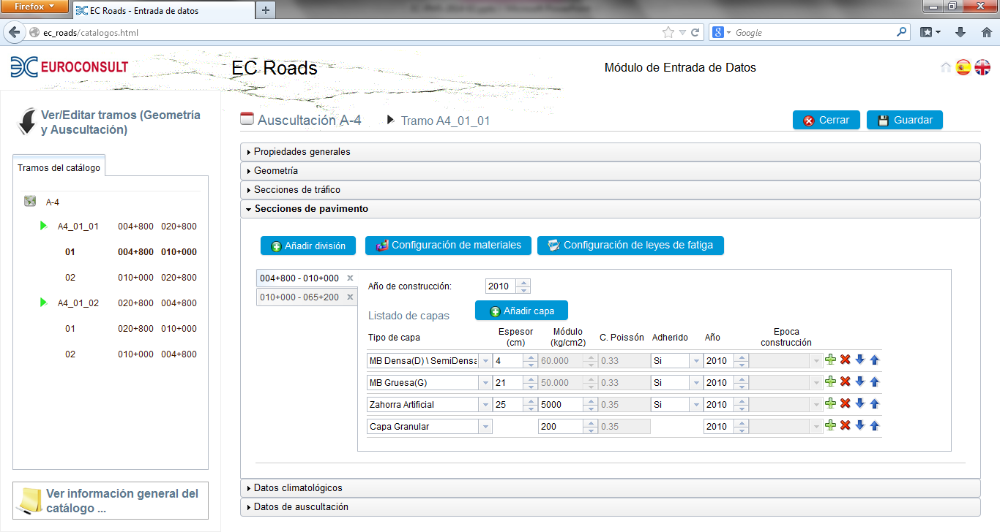 Firefox
EC Roads - Entrada de datos
ec_roads/catalogos.html
Google
EUROCONSULT
EC Roads
Módulo de Entrada de Datos
Ver/Editar tramos (Geometría
y Auscultación)
Tramos del catálogo
A-4
A4_01_01 004+800 020+800
01 004+800 010+000
02 010+000 020+800
A4_01_02 020+800 004+800
01 020+800 010+000
02 010+000 004+800
Ver información general del
catálogo ...
Auscultación A-4 Tramo A4_01_01
Cerrar Guardar
Propiedades generales
Geometría
Secciones de tráfico
Secciones de pavimento
Añadir división Configuración de materiales Configuración de leyes de fatiga
004+800 - 010+000 x
010+000 - 065+200 x
Año de construcción: 2010
Listado de capas Añadir capa
Tipo de capa Espesor (cm) Módulo (kg/cm2) C. Poissón Adherido Año Epoca construcción
MB Densa(D) \ SemiDensa 4 60.000 0.33 Si 2010
MB Gruesa(G) 21 50.000 0.33 Si 2010
Zahorra Artificial 25 5000 0.35 Si 2010
Capa Granular 200 0.35 2010
Datos climatológicos
Datos de auscultación